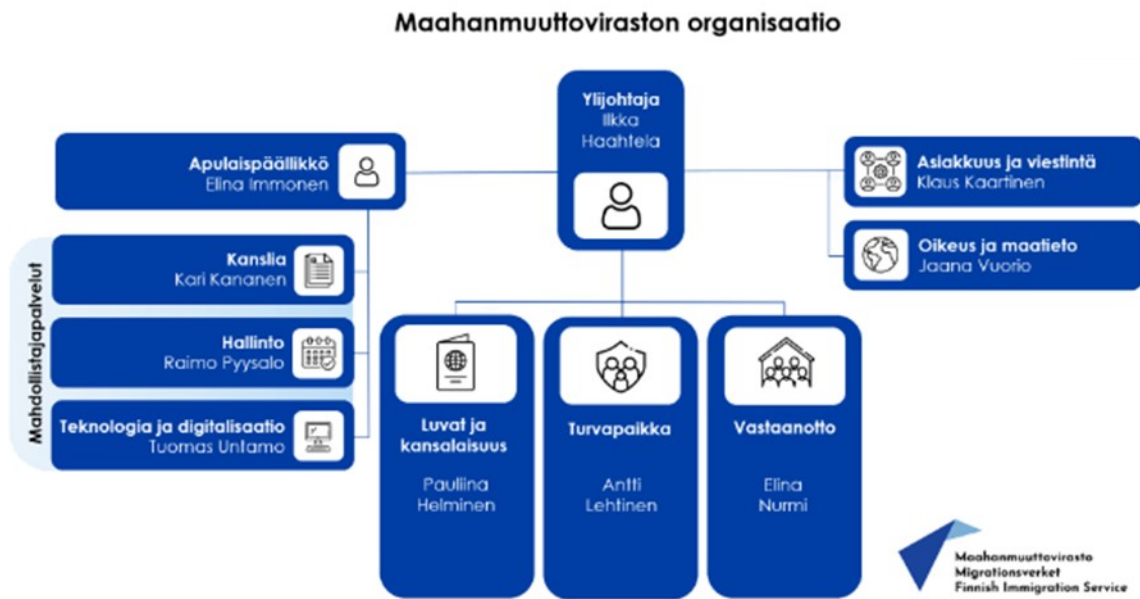 Maahanmuuttoviraston organisaatio
Ylijohtaja
Ilkka
Haahtela
Apulaispäällikkö
Elina Immonen
Mahdollistajapalvelut
Kanslia
Kari Kananen
Hallinto
Raimo Pyysalo
Teknologia ja digitalisaatio
Tuomas Untamo
Asiakkuus ja viestintä
Klaus Kaartinen
Oikeus ja maatieto
Jaana Vuorio
Luvat ja
kansalaisuus
Pauliina
Helminen
Turvapaikka
Antti
Lehtinen
Vastaanotto
Elina
Nurmi
Maahanmuuttovirasto
Migrationsverket
Finnish Immigration Service